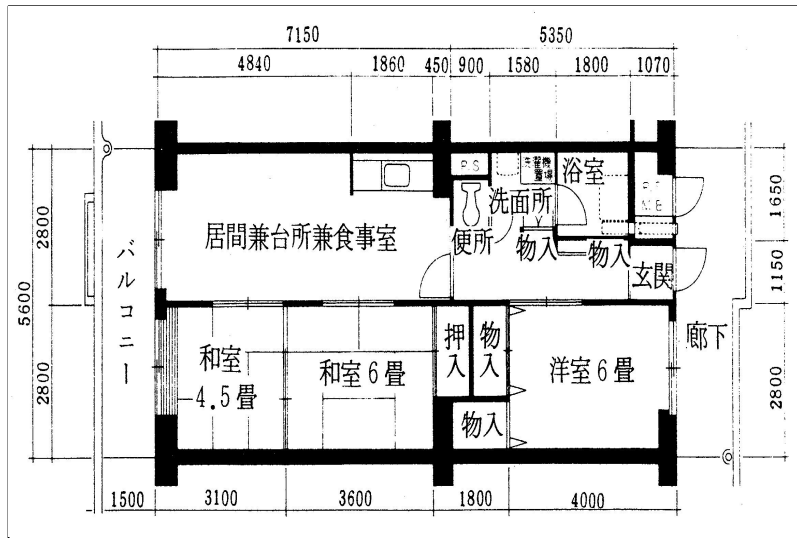 7150
5350
4840
1860
450
900
1580
1800
1070
PS
洗濯機
置場
浴室
PS
MB
洗面所
居間兼台所兼食事室
便所
物入
物入
玄関
バルコニー
2800
5600
2800
1650
1150
2800
和室
4.5畳
和室6畳
押入
物入
物入
洋室6畳
廊下
1500
3100
3600
1800
4000